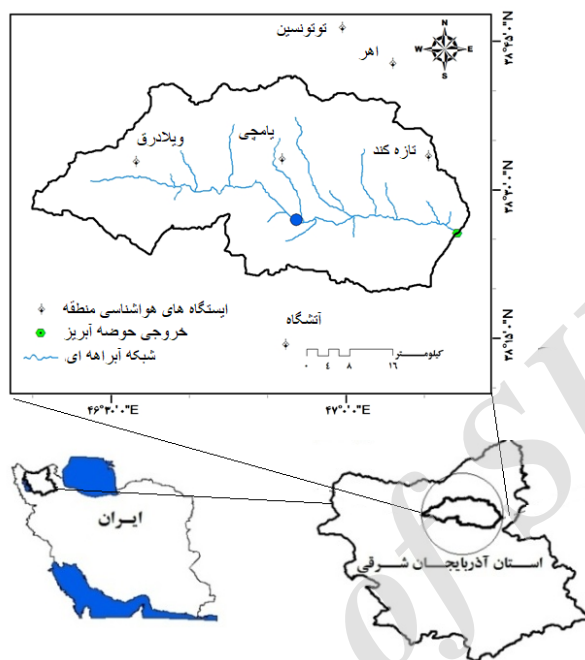 توتونسین
N
W
E
S
اهر
۳۸°۴۵'۰"N
ویلادرق
یامچی
تازه کند
۳۸°۳۰'۰"N
ایستگاه های هواشناسی منطقه
خروجی حوضه آبریز
شبکه آبراهه ای
آتشگاه
کیلومتر
۰ ۴ ۸ ۱۶
۳۸°۱۵'۰"N
۴۶°۳۰'۰"E
۴۷°۰'۰"E
ایران
استان آذربایجان شرقی
of SI